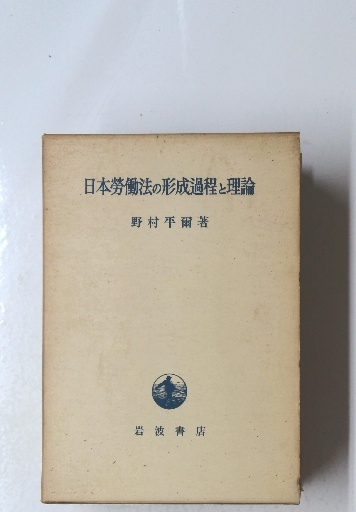 日本勞働法の形成過程と理論
野村平爾著
岩波書店